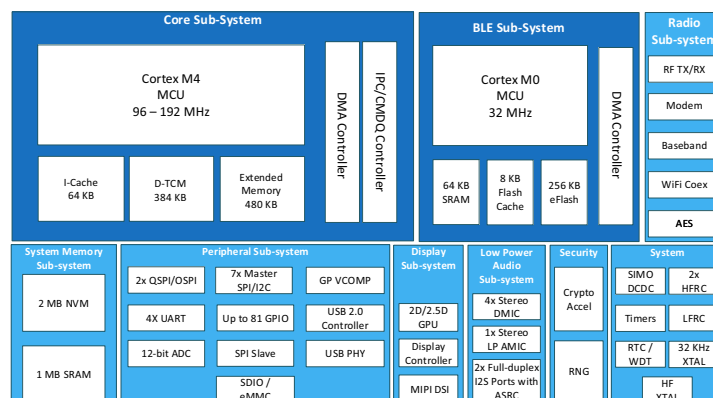 Core Sub-System
Cortex M4
MCU
96 – 192 MHz
DMA Controller
IPC/CMDQ Controller
I-Cache
64 KB
D-TCM
384 KB
Extended
Memory
480 KB
BLE Sub-System
Cortex M0
MCU
32 MHz
DMA Controller
64 KB
SRAM
8 KB
Flash
Cache
256 KB
eFlash
Radio
Sub-system
RF TX/RX
Modem
Baseband
WiFi Coex
AES
System Memory
Sub-system
2 MB NVM
1 MB SRAM
Peripheral Sub-system
2x QSPI/OSPI
7x Master
SPI/I2C
GP VCOMP
4X UART
Up to 81 GPIO
USB 2.0
Controller
12-bit ADC
SPI Slave
USB PHY
SDIO /
eMMC
Display
Sub-system
2D/2.5D
GPU
Display
Controller
MIPI DSI
Low Power
Audio
Sub-system
4x Stereo
DMIC
1x Stereo
LP AMIC
2x Full-duplex
I2S Ports with
ASRC
Security
Crypto
Accel
RNG
System
SIMO
DCDC
2x
HFRC
Timers
LFRC
RTC /
WDT
32 KHz
XTAL
HF
XTAL